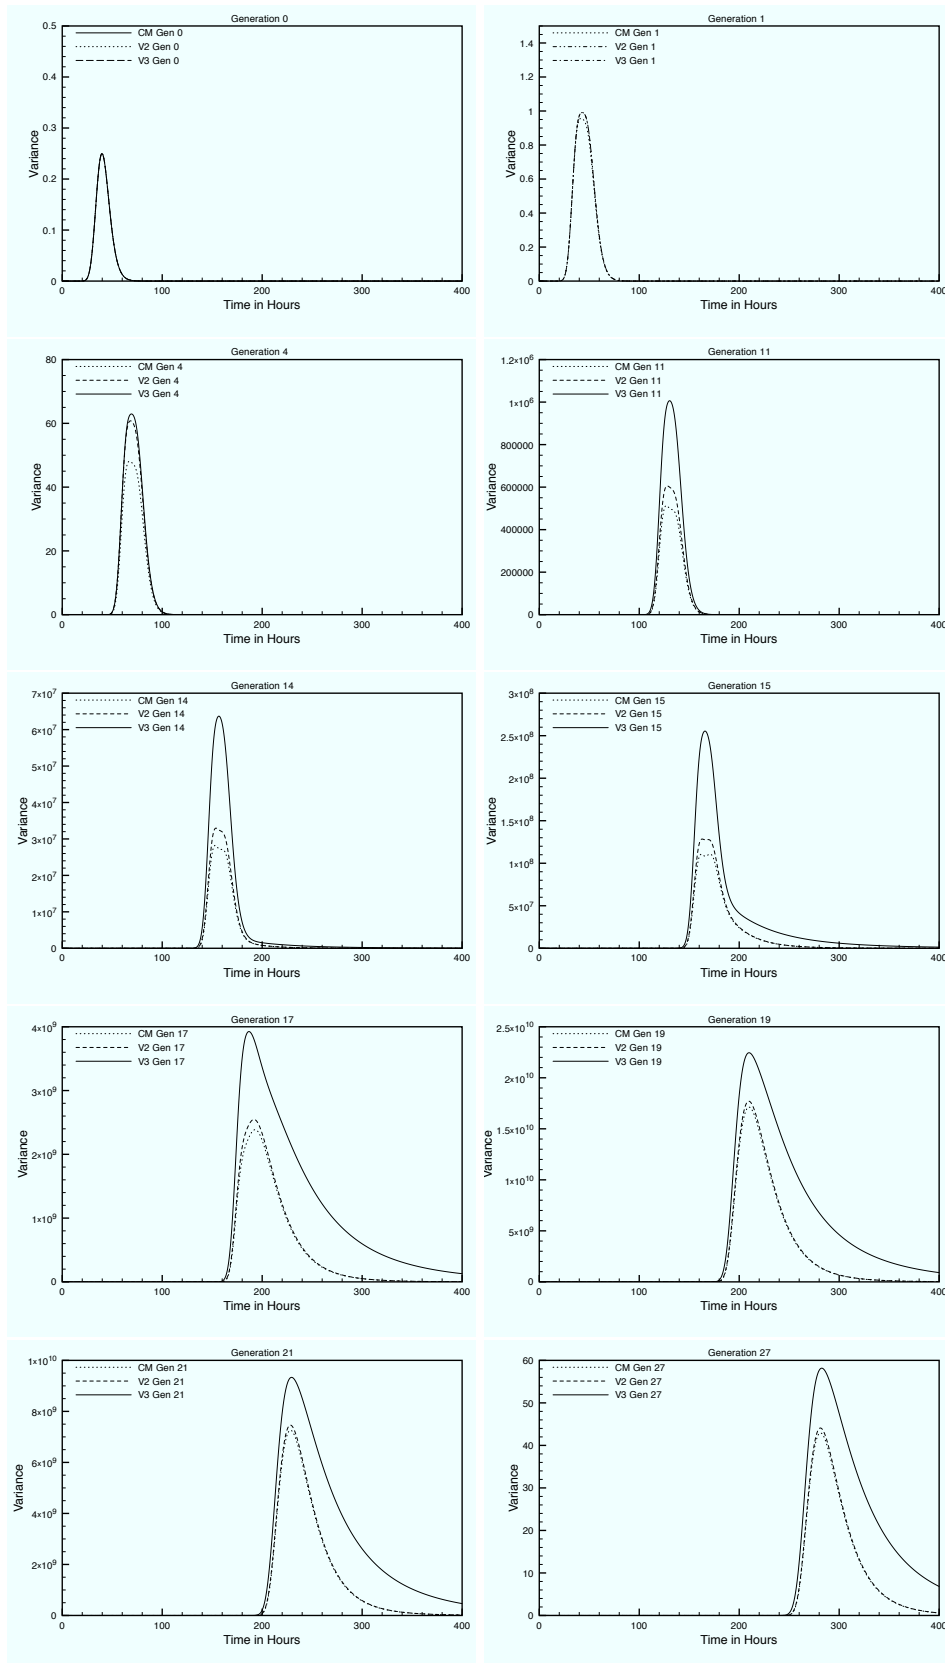 Generation 0
CM Gen 0
V2 Gen 0
V3 Gen 0
0.5
0.4
0.3
0.2
0.1
0
Variance
0 100 200 300 400
Time in Hours
Generation 1
CM Gen 1
V2 Gen 1
V3 Gen 1
1.4
1.2
1
0.8
0.6
0.4
0.2
0
Variance
0 100 200 300 400
Time in Hours
Generation 4
CM Gen 4
V2 Gen 4
V3 Gen 4
80
60
40
20
0
Variance
0 100 200 300 400
Time in Hours
Generation 11
CM Gen 11
V2 Gen 11
V3 Gen 11
1.2×10⁶
1×10⁶
800000
600000
400000
200000
0
Variance
0 100 200 300 400
Time in Hours
Generation 14
CM Gen 14
V2 Gen 14
V3 Gen 14
7×10⁷
6×10⁷
5×10⁷
4×10⁷
3×10⁷
2×10⁷
1×10⁷
0
Variance
0 100 200 300 400
Time in Hours
Generation 15
CM Gen 15
V2 Gen 15
V3 Gen 15
3×10⁸
2.5×10⁸
2×10⁸
1.5×10⁸
1×10⁸
5×10⁷
0
Variance
0 100 200 300 400
Time in Hours
Generation 17
CM Gen 17
V2 Gen 17
V3 Gen 17
4×10⁹
3×10⁹
2×10⁹
1×10⁹
0
Variance
0 100 200 300 400
Time in Hours
Generation 19
CM Gen 19
V2 Gen 19
V3 Gen 19
2.5×10¹⁰
2×10¹⁰
1.5×10¹⁰
1×10¹⁰
5×10⁹
0
Variance
0 100 200 300 400
Time in Hours
Generation 21
CM Gen 21
V2 Gen 21
V3 Gen 21
1×10¹⁰
8×10⁹
6×10⁹
4×10⁹
2×10⁹
0
Variance
0 100 200 300 400
Time in Hours
Generation 27
CM Gen 27
V2 Gen 27
V3 Gen 27
60
50
40
30
20
10
0
Variance
0 100 200 300 400
Time in Hours